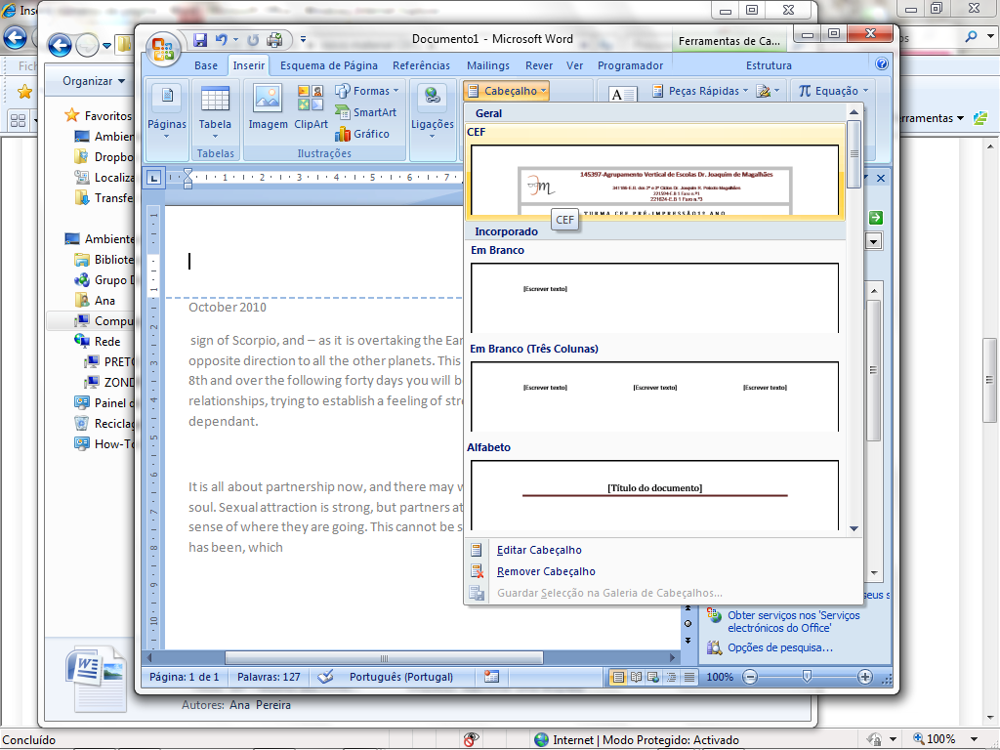 Documento1 - Microsoft Word
Ferramentas de Ca...
Base
Inserir
Esquema de Página
Referências
Mailings
Rever
Ver
Programador
Estrutura
Organizar
Páginas
Tabela
Imagem
ClipArt
Formas
SmartArt
Gráfico
Ligações
Cabeçalho
Peças Rápidas
Equação
Tabelas
Ilustrações
Favoritos
Ambien
Dropbo
Localiza
Transfe
Ambiente
Bibliote
Grupo D
Ana
Compu
Rede
PRETO
ZONE
Painel d
Reciclag
How-To
Geral
CEF
145397-Agrupamento Vertical de Escolas Dr. Joaquim de Magalhães
TURMA CEF PRÉ-IMPRESSÃO1º ANO
CEF
Incorporado
Em Branco
[Escrever texto]
Em Branco (Três Colunas)
[Escrever texto] [Escrever texto] [Escrever texto]
Alfabeto
[Título do documento]
Editar Cabeçalho
Remover Cabeçalho
Guardar Selecção na Galeria de Cabeçalhos...
October 2010
sign of Scorpio, and – as it is overtaking the Ear
opposite direction to all the other planets. This
8th and over the following forty days you will b
relationships, trying to establish a feeling of stre
dependant.
It is all about partnership now, and there may w
soul. Sexual attraction is strong, but partners at
sense of where they are going. This cannot be s
has been, which
seus s
Obter serviços nos 'Serviços
electrónicos do Office'
Opções de pesquisa...
Página: 1 de 1
Palavras: 127
Português (Portugal)
100%
Autores: Ana Pereira
Concluído
Internet | Modo Protegido: Activado
100%